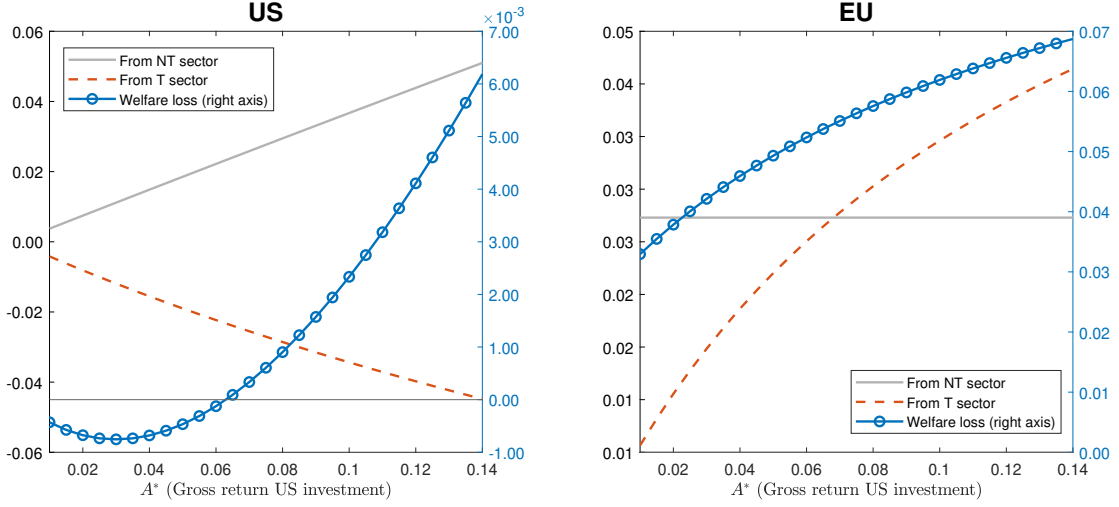 US
×10⁻³
0.06
0.04
0.02
0.00
-0.02
-0.04
-0.06
7.00
6.00
5.00
4.00
3.00
2.00
1.00
0.00
-1.00
From NT sector
From T sector
Welfare loss (right axis)
0.02 0.04 0.06 0.08 0.1 0.12 0.14
A* (Gross return US investment)
EU
0.05
0.04
0.03
0.03
0.03
0.02
0.02
0.01
0.01
0.07
0.06
0.05
0.04
0.03
0.02
0.01
0.00
From NT sector
From T sector
Welfare loss (right axis)
0.02 0.04 0.06 0.08 0.1 0.12 0.14
A* (Gross return US investment)